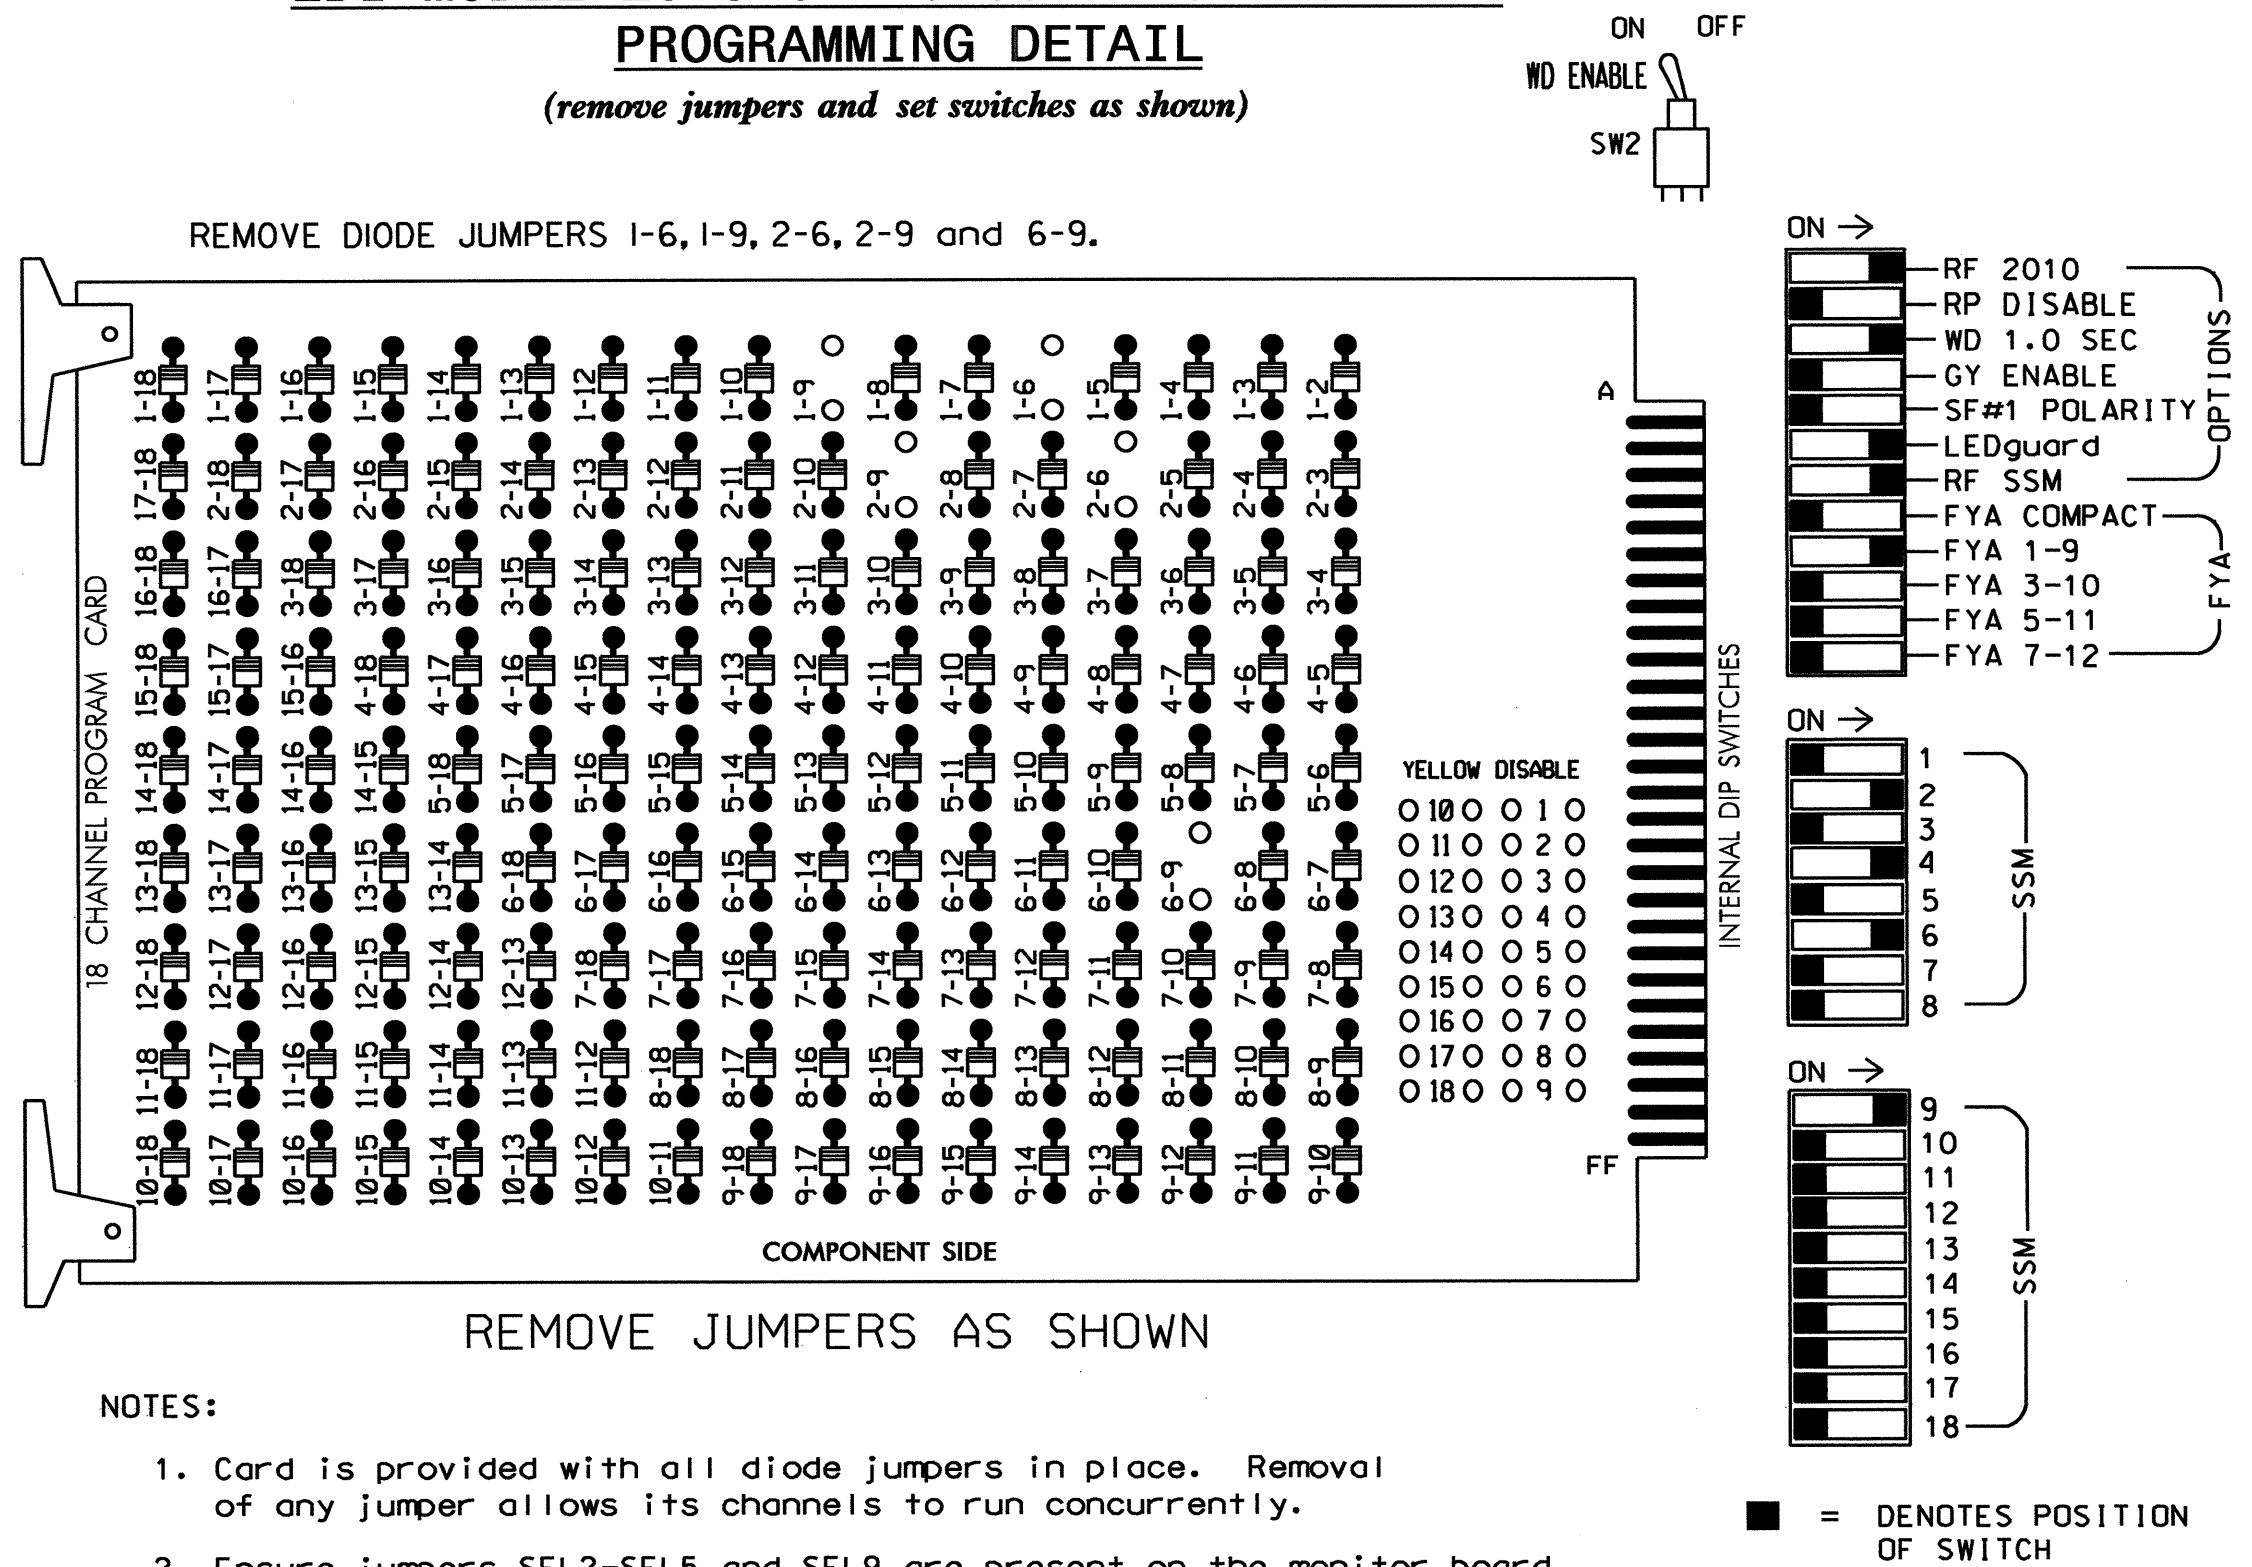 PROGRAMMING DETAIL
(remove jumpers and set switches as shown)
ON OFF
WD ENABLE
SW2
REMOVE DIODE JUMPERS 1-6, 1-9, 2-6, 2-9 and 6-9.
18 CHANNEL PROGRAM CARD
1-18 1-17 1-16 1-15 1-14 1-13 1-12 1-11 1-10 1-9 1-8 1-7 1-6 1-5 1-4 1-3 1-2
17-18 2-18 2-17 2-16 2-15 2-14 2-13 2-12 2-11 2-10 2-9 2-8 2-7 2-6 2-5 2-4 2-3
16-18 16-17 3-18 3-17 3-16 3-15 3-14 3-13 3-12 3-11 3-10 3-9 3-8 3-7 3-6 3-5 3-4
15-18 15-17 15-16 4-18 4-17 4-16 4-15 4-14 4-13 4-12 4-11 4-10 4-9 4-8 4-7 4-6 4-5
14-18 14-17 14-16 14-15 5-18 5-17 5-16 5-15 5-14 5-13 5-12 5-11 5-10 5-9 5-8 5-7 5-6
13-18 13-17 13-16 13-15 13-14 6-18 6-17 6-16 6-15 6-14 6-13 6-12 6-11 6-10 6-9 6-8 6-7
12-18 12-17 12-16 12-15 12-14 12-13 7-18 7-17 7-16 7-15 7-14 7-13 7-12 7-11 7-10 7-9 7-8
11-18 11-17 11-16 11-15 11-14 11-13 11-12 8-18 8-17 8-16 8-15 8-14 8-13 8-12 8-11 8-10 8-9
10-18 10-17 10-16 10-15 10-14 10-13 10-12 10-11 9-18 9-17 9-16 9-15 9-14 9-13 9-12 9-11 9-10
A
YELLOW DISABLE
10 1
11 2
12 3
13 4
14 5
15 6
16 7
17 8
18 9
FF
COMPONENT SIDE
INTERNAL DIP SWITCHES
ON →
RF 2010
RP DISABLE
WD 1.0 SEC
GY ENABLE
SF#1 POLARITY
LEDguard
RF SSM
OPTIONS
FYA COMPACT
FYA 1-9
FYA 3-10
FYA 5-11
FYA 7-12
FYA
ON →
1
2
3
4
5
6
7
8
SSM
ON →
9
10
11
12
13
14
15
16
17
18
SSM
REMOVE JUMPERS AS SHOWN
NOTES:
1. Card is provided with all diode jumpers in place. Removal
of any jumper allows its channels to run concurrently.
2. Ensure jumpers SEL2-SEL5 and SEL9 are present on the monitor board
= DENOTES POSITION
OF SWITCH